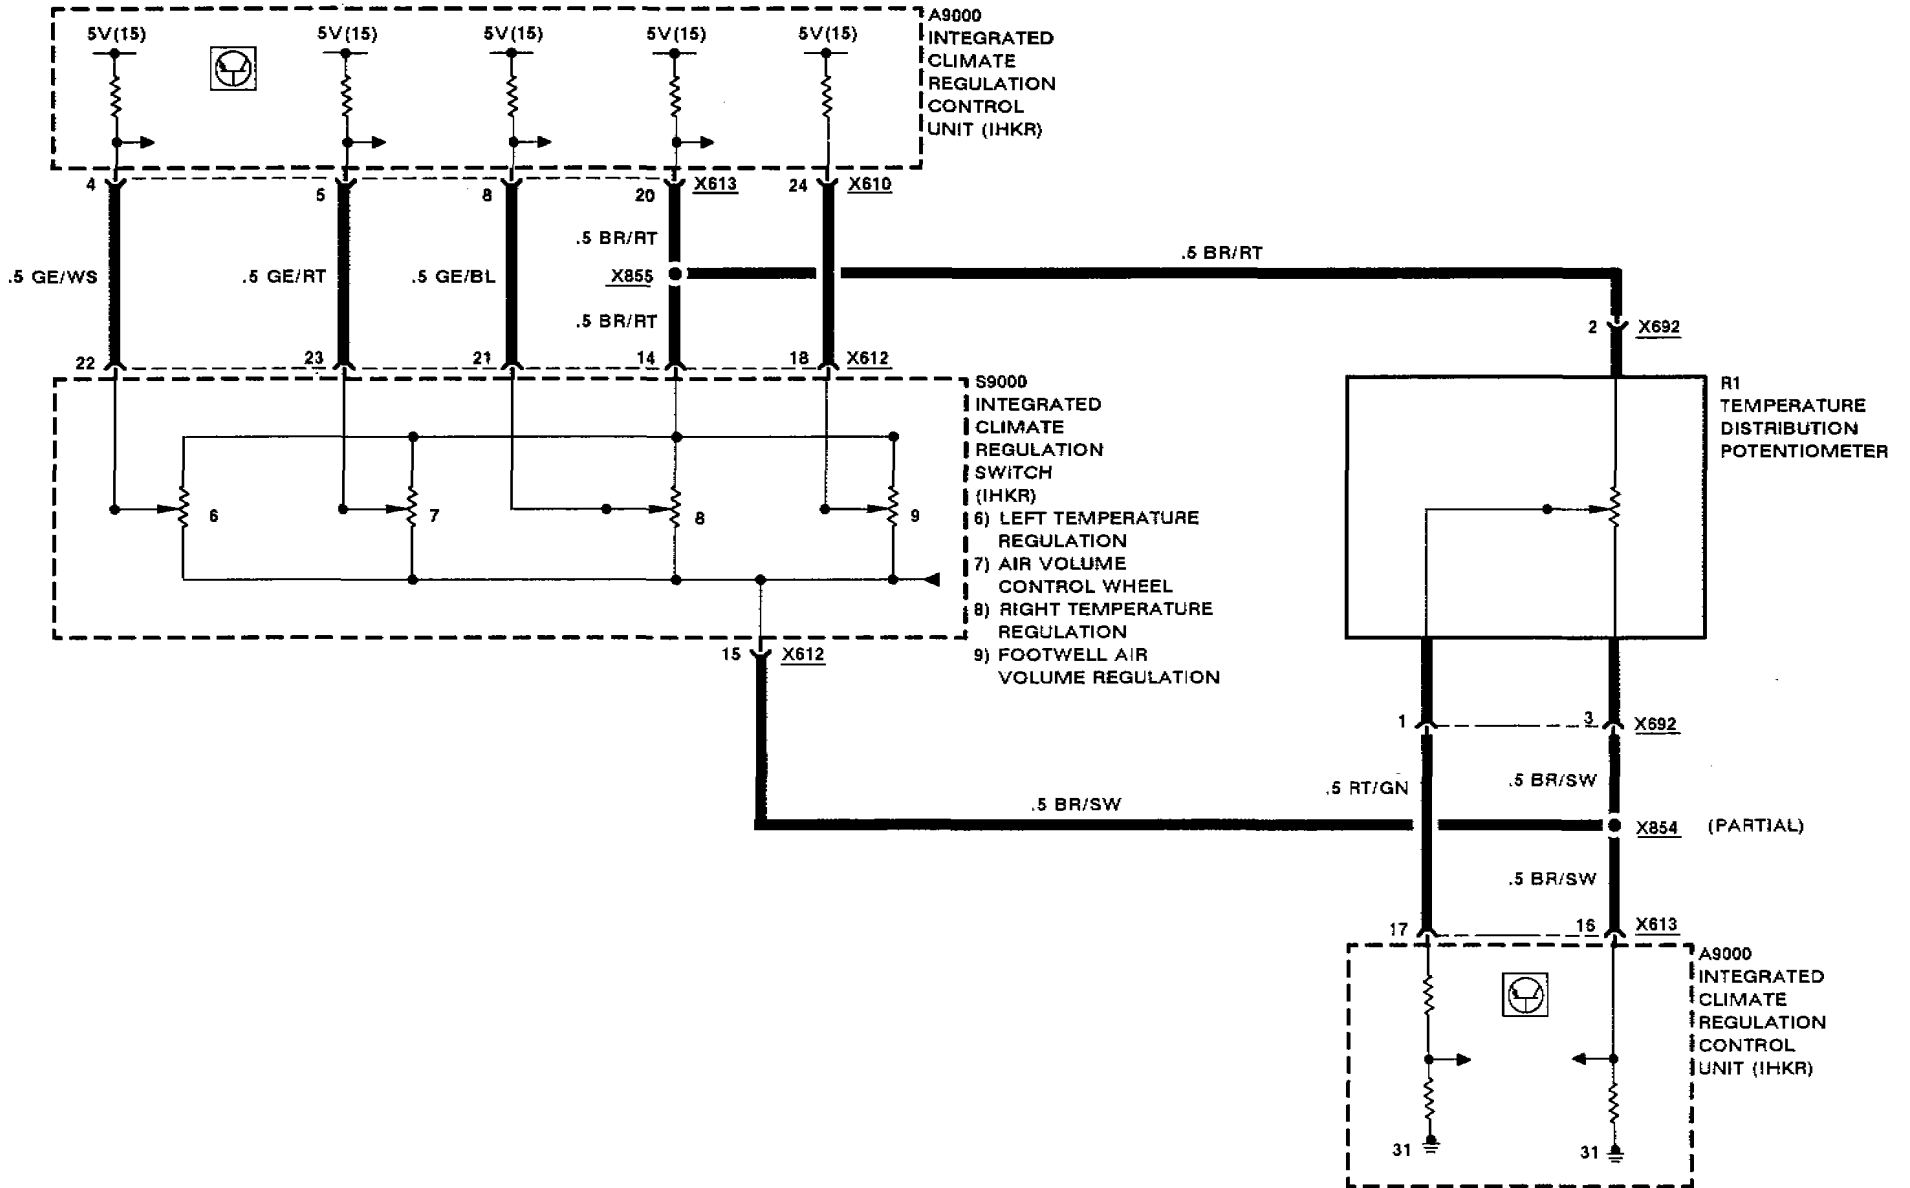 A9000
INTEGRATED
CLIMATE
REGULATION
CONTROL
UNIT (IHKR)
5V(15) 5V(15) 5V(15) 5V(15) 5V(15)
4 5 8 20 X613 24 X610
.5 BR/RT
.5 BR/RT
.5 GE/WS .5 GE/RT .5 GE/BL X855
.5 BR/RT
2 X692
22 23 21 14 18 X612
S9000
INTEGRATED
CLIMATE
REGULATION
SWITCH
(IHKR)
6) LEFT TEMPERATURE
REGULATION
7) AIR VOLUME
CONTROL WHEEL
8) RIGHT TEMPERATURE
REGULATION
9) FOOTWELL AIR
VOLUME REGULATION
R1
TEMPERATURE
DISTRIBUTION
POTENTIOMETER
6 7 8 9
15 X612
1 3 X692
.5 RT/GN .5 BR/SW
.5 BR/SW
X854 (PARTIAL)
.5 BR/SW
17 16 X613
A9000
INTEGRATED
CLIMATE
REGULATION
CONTROL
UNIT (IHKR)
31 31